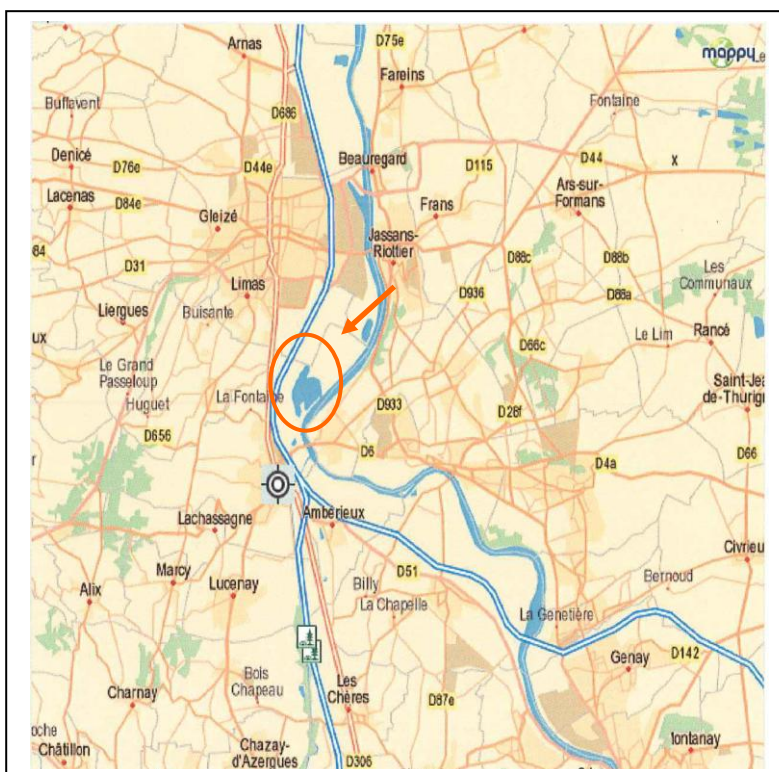 D75e
Arnas
mappy
Fareins
Buffavent
Fontaine
D686
Denicé
D76e
D44e
Beauregard
D115
D44
x
Lacenas
D84e
Ars-sur-
Formans
Frans
Gleizé
Jassans-
Riottier
84
D31
D88c
D88b
Les
Communaux
Limas
D936
D88a
Liergues
Buisante
ux
Le Lim
Rancé
D66c
Le Grand
Passeloup
Huguet
La Fontaine
Saint-Jea
de-Thurig
D933
D28f
D656
D6
D4a
D66
Lachassagne
Ambérieux
Civrieu
Marcy
D51
Alix
Lucenay
Billy
La Chapelle
Bernoud
La Genetière
D142
Genay
Bois
Chapeau
Les
Chères
D87e
Charnay
oche
Châtillon
Chazay-
d'Azergues
D306
lontanay